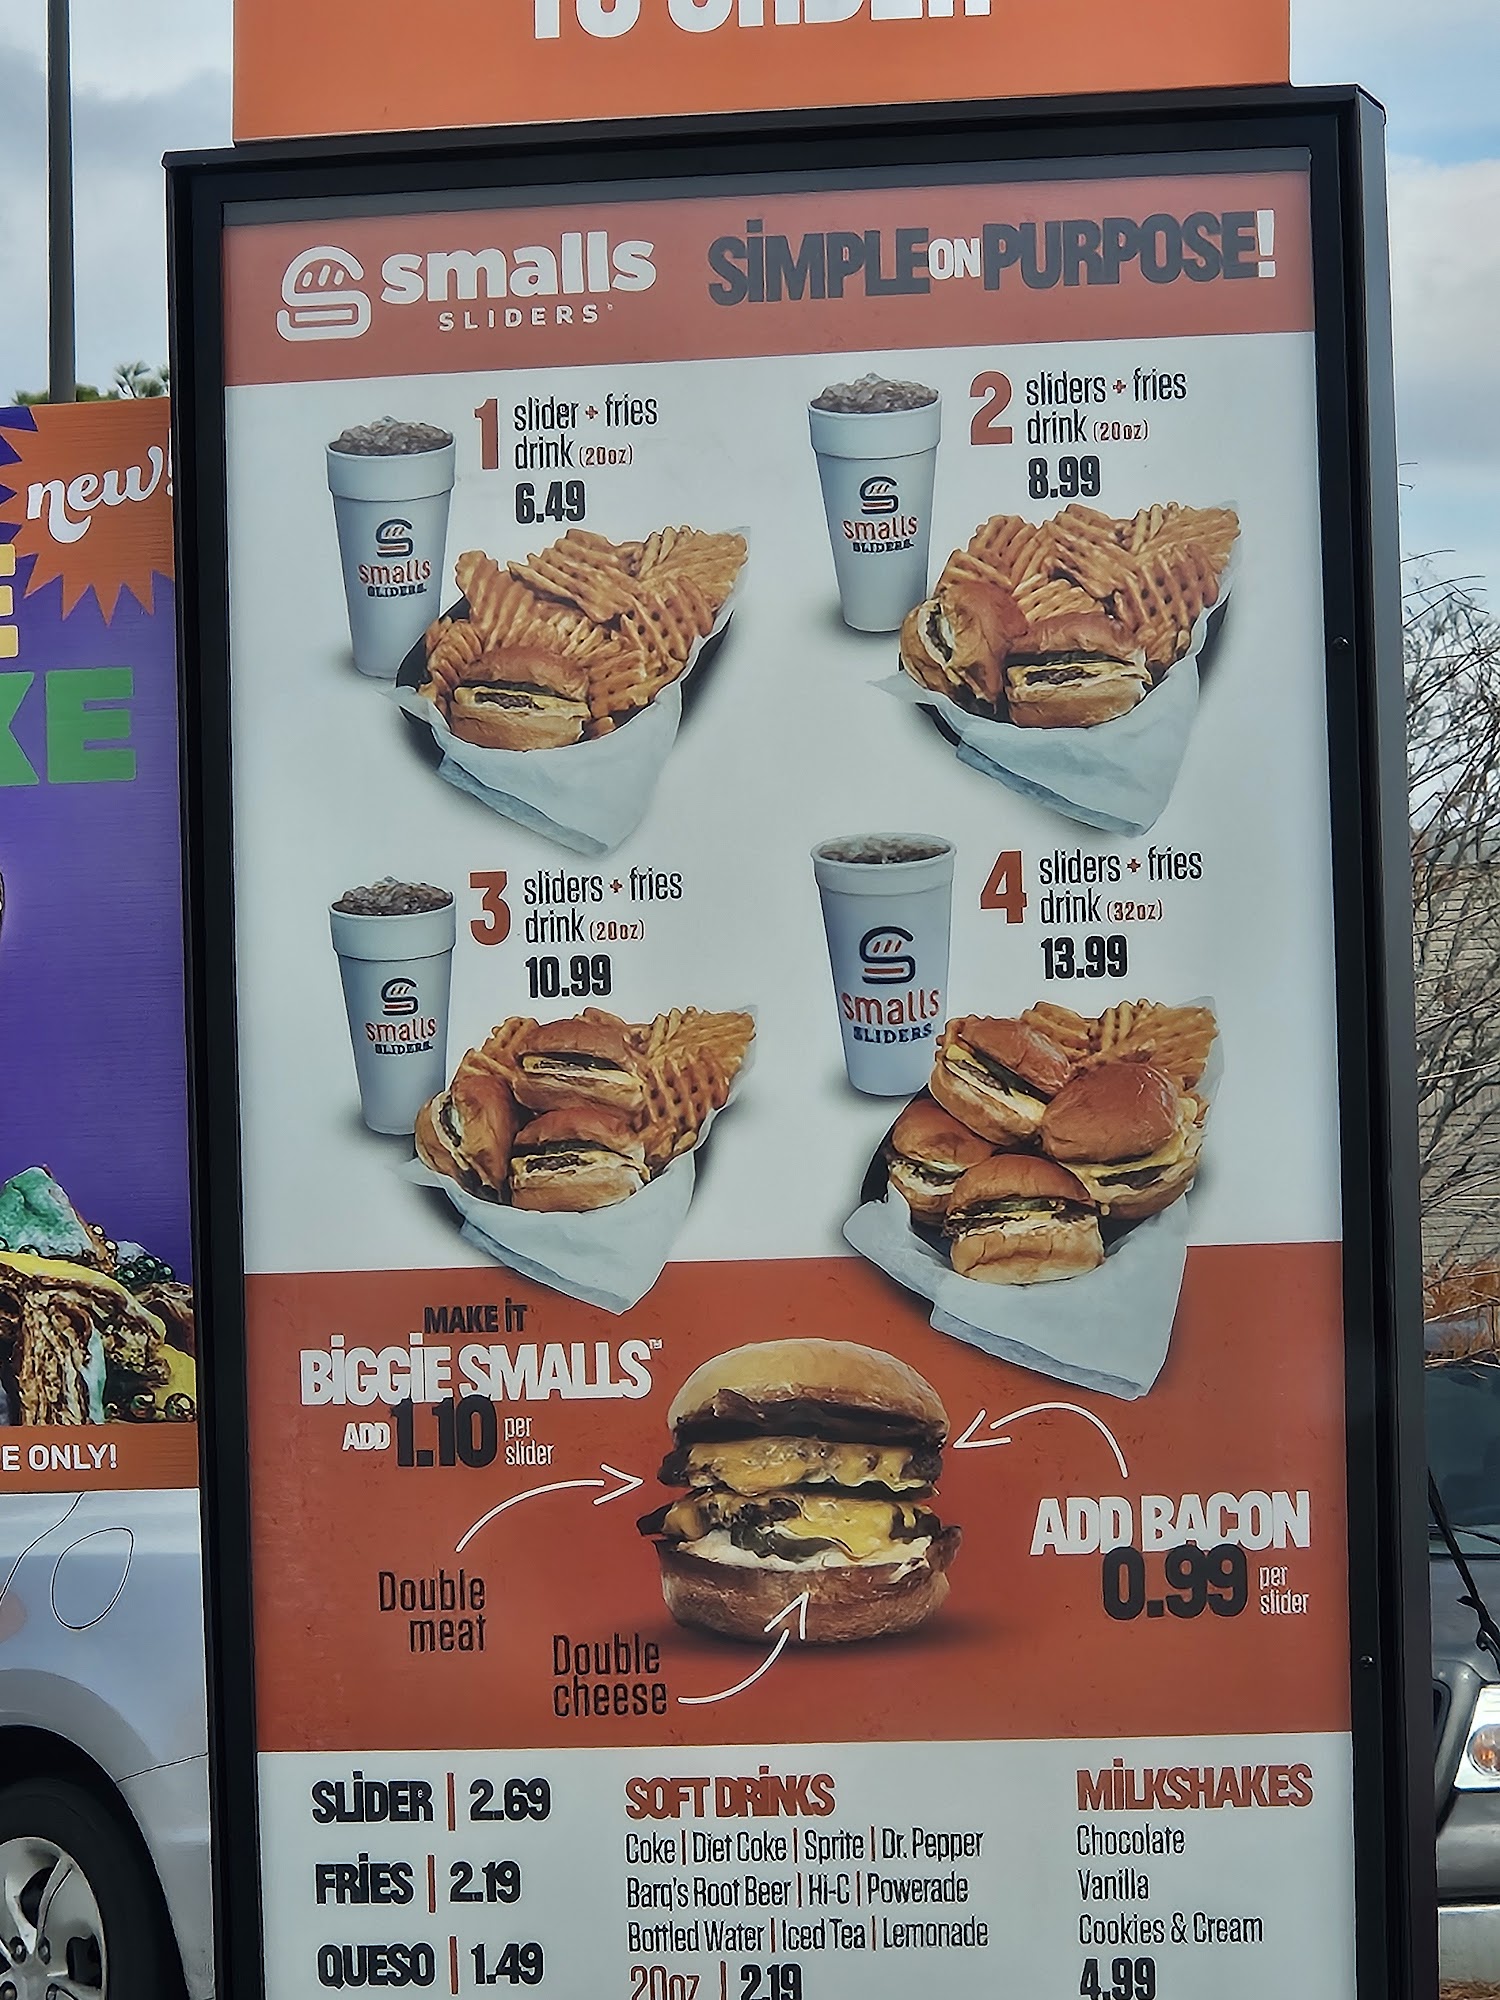 TO ORDER
new!
E
KE
E ONLY!
smalls
SLIDERS
SIMPLE ON PURPOSE!
1 slider + fries
drink (20oz)
6.49
smalls
SLIDERS
2 sliders + fries
drink (20oz)
8.99
smalls
SLIDERS
3 sliders + fries
drink (20oz)
10.99
smalls
SLIDERS
4 sliders + fries
drink (32oz)
13.99
smalls
SLIDERS
MAKE IT
BIGGIE SMALLS™
ADD 1.10 per
slider
Double
meat
Double
cheese
ADD BACON
0.99 per
slider
SLIDER | 2.69
FRIES | 2.19
QUESO | 1.49
SOFT DRINKS
Coke | Diet Coke | Sprite | Dr. Pepper
Barq's Root Beer | Hi-C | Powerade
Bottled Water | Iced Tea | Lemonade
20oz | 2.19
MILKSHAKES
Chocolate
Vanilla
Cookies & Cream
4.99